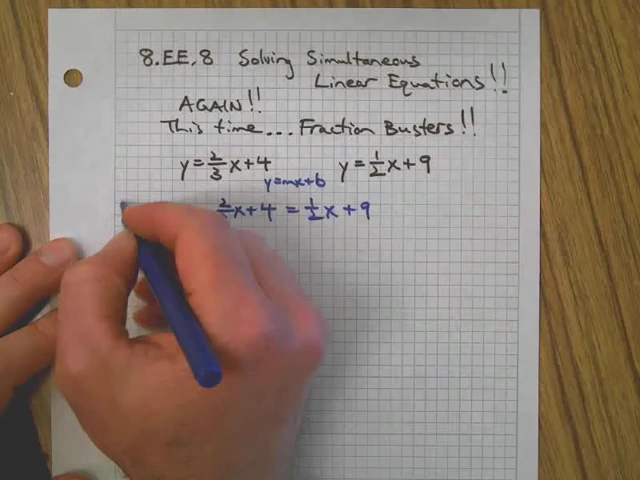 8.EE.8 Solving Simultaneous
Linear Equations!!
AGAIN!!
This time... Fraction Busters!!
y=2/3x+4 y=1/2x+9
y=mx+b
2/3x+4=1/2x+9